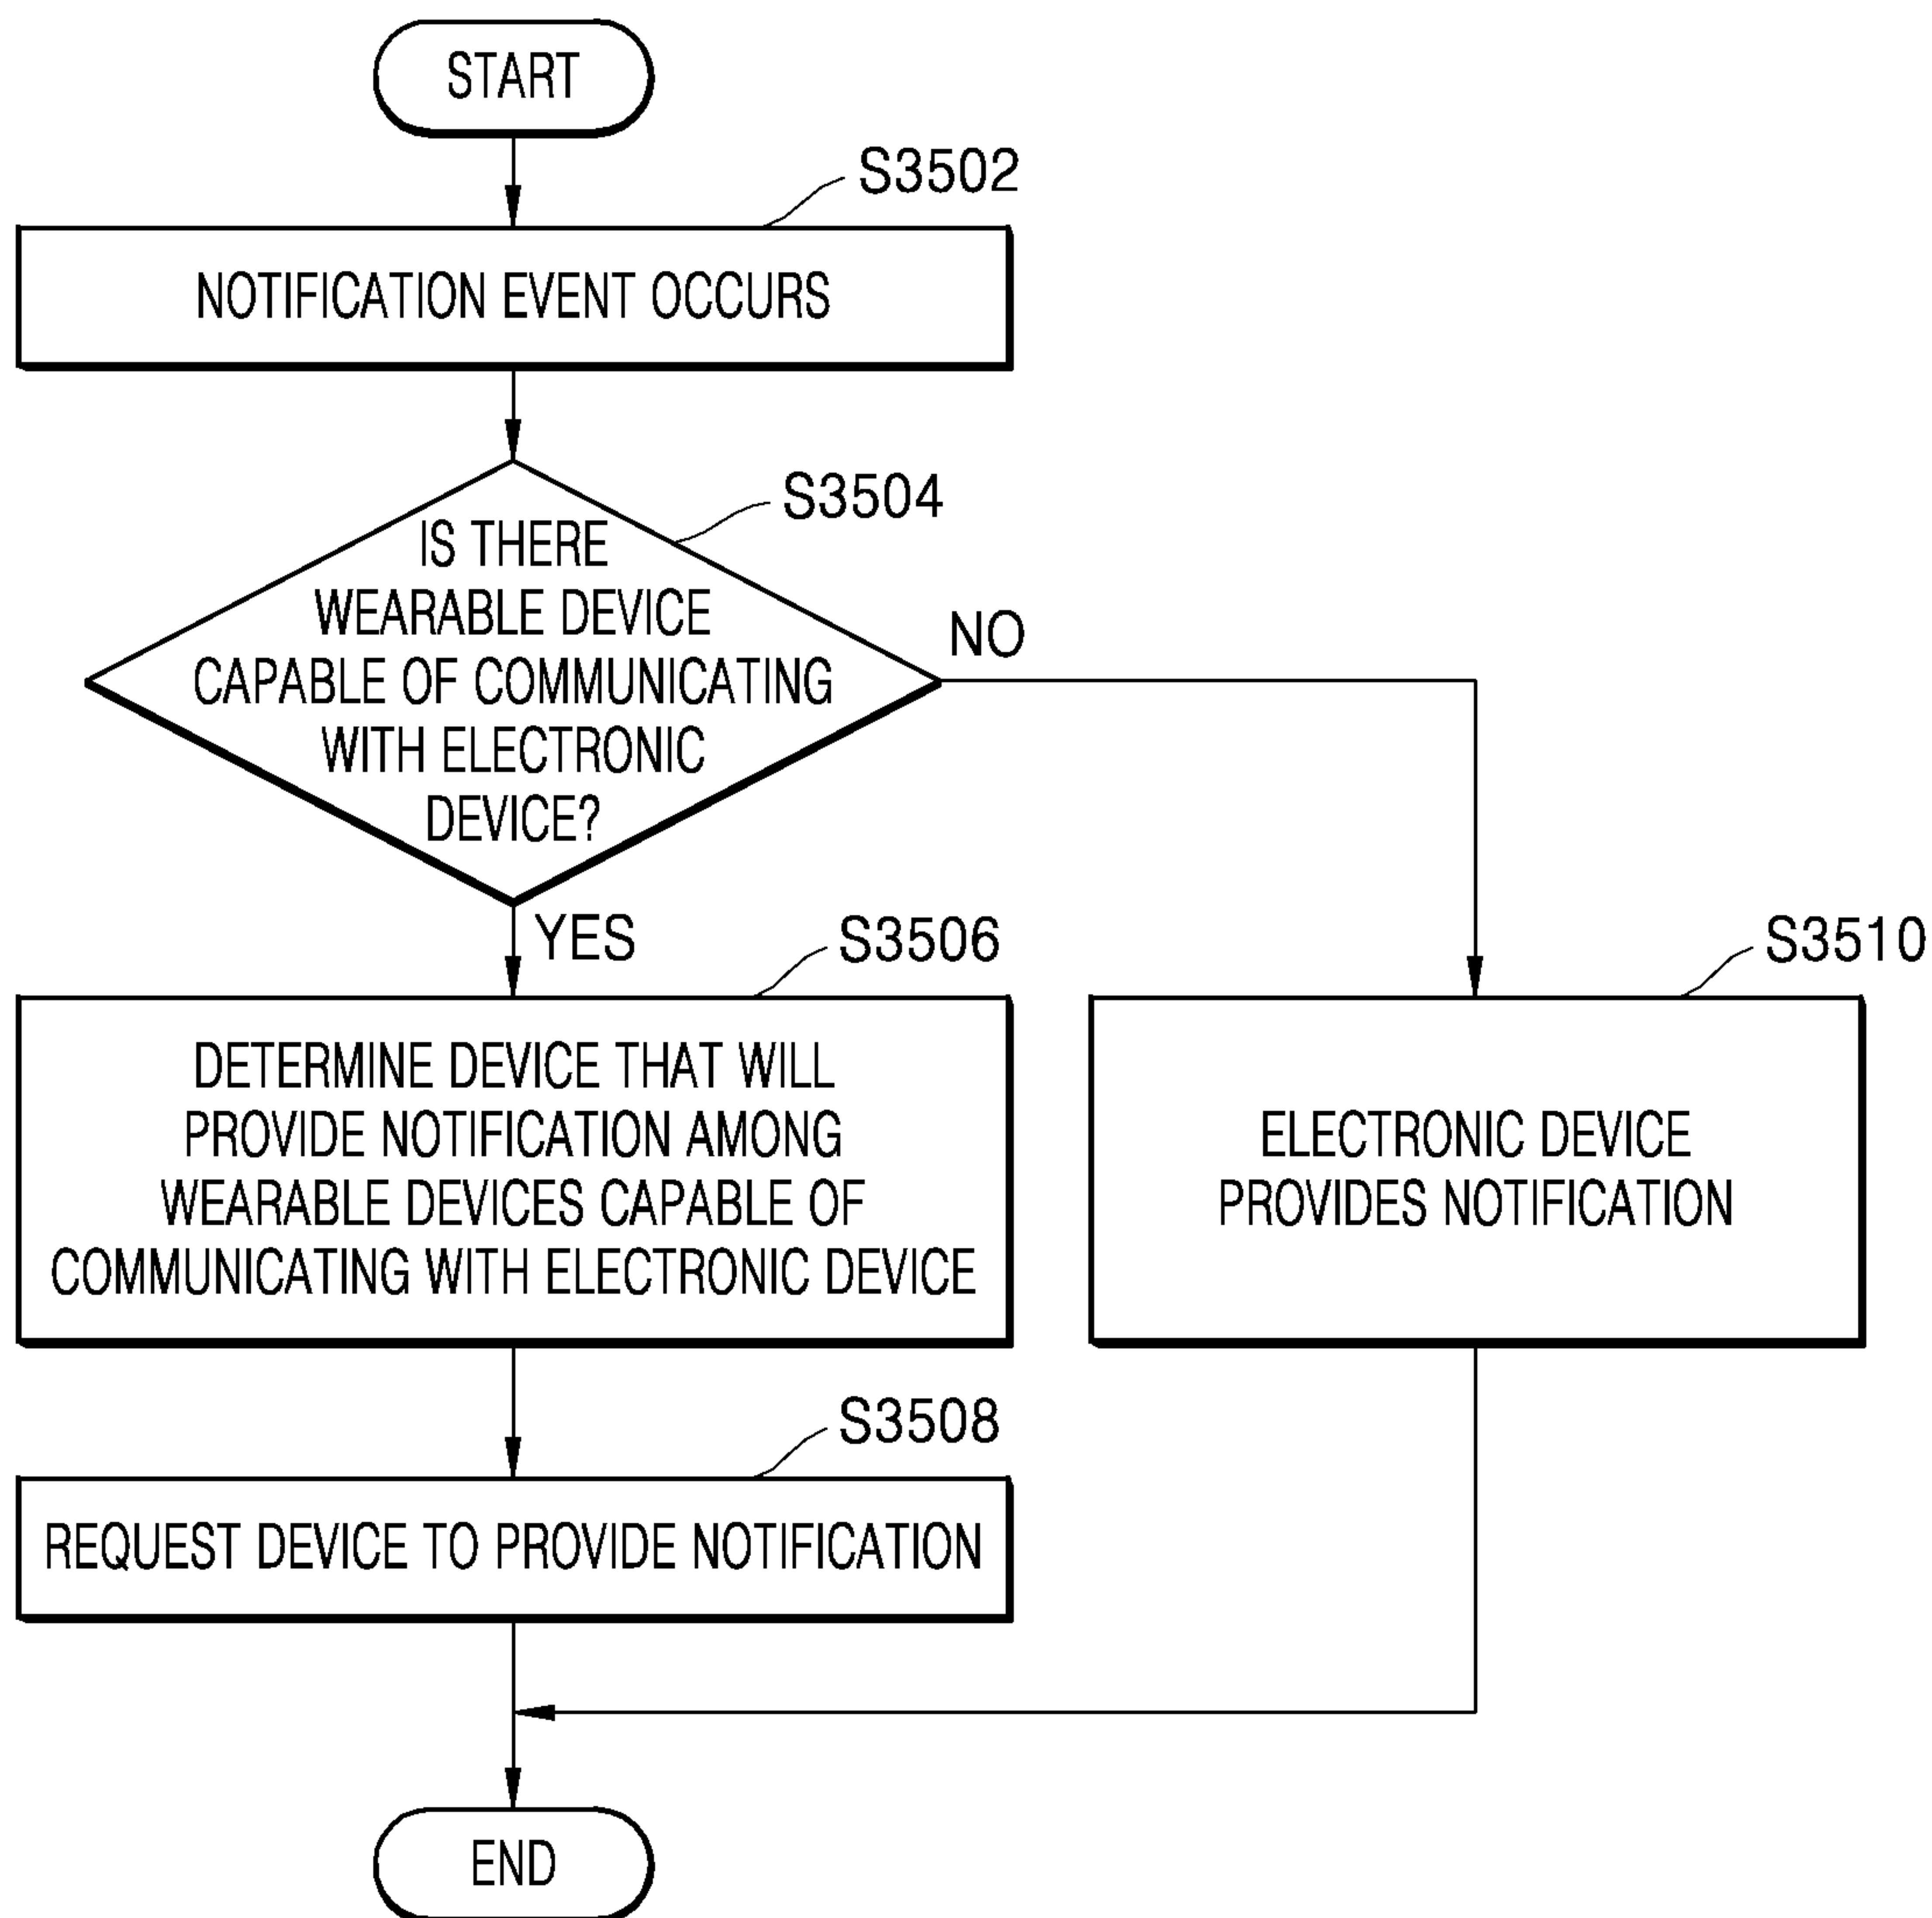 START
S3502
NOTIFICATION EVENT OCCURS
S3504
IS THERE
WEARABLE DEVICE
CAPABLE OF COMMUNICATING
WITH ELECTRONIC
DEVICE?
NO
YES
S3506
DETERMINE DEVICE THAT WILL
PROVIDE NOTIFICATION AMONG
WEARABLE DEVICES CAPABLE OF
COMMUNICATING WITH ELECTRONIC DEVICE
S3510
ELECTRONIC DEVICE
PROVIDES NOTIFICATION
S3508
REQUEST DEVICE TO PROVIDE NOTIFICATION
END